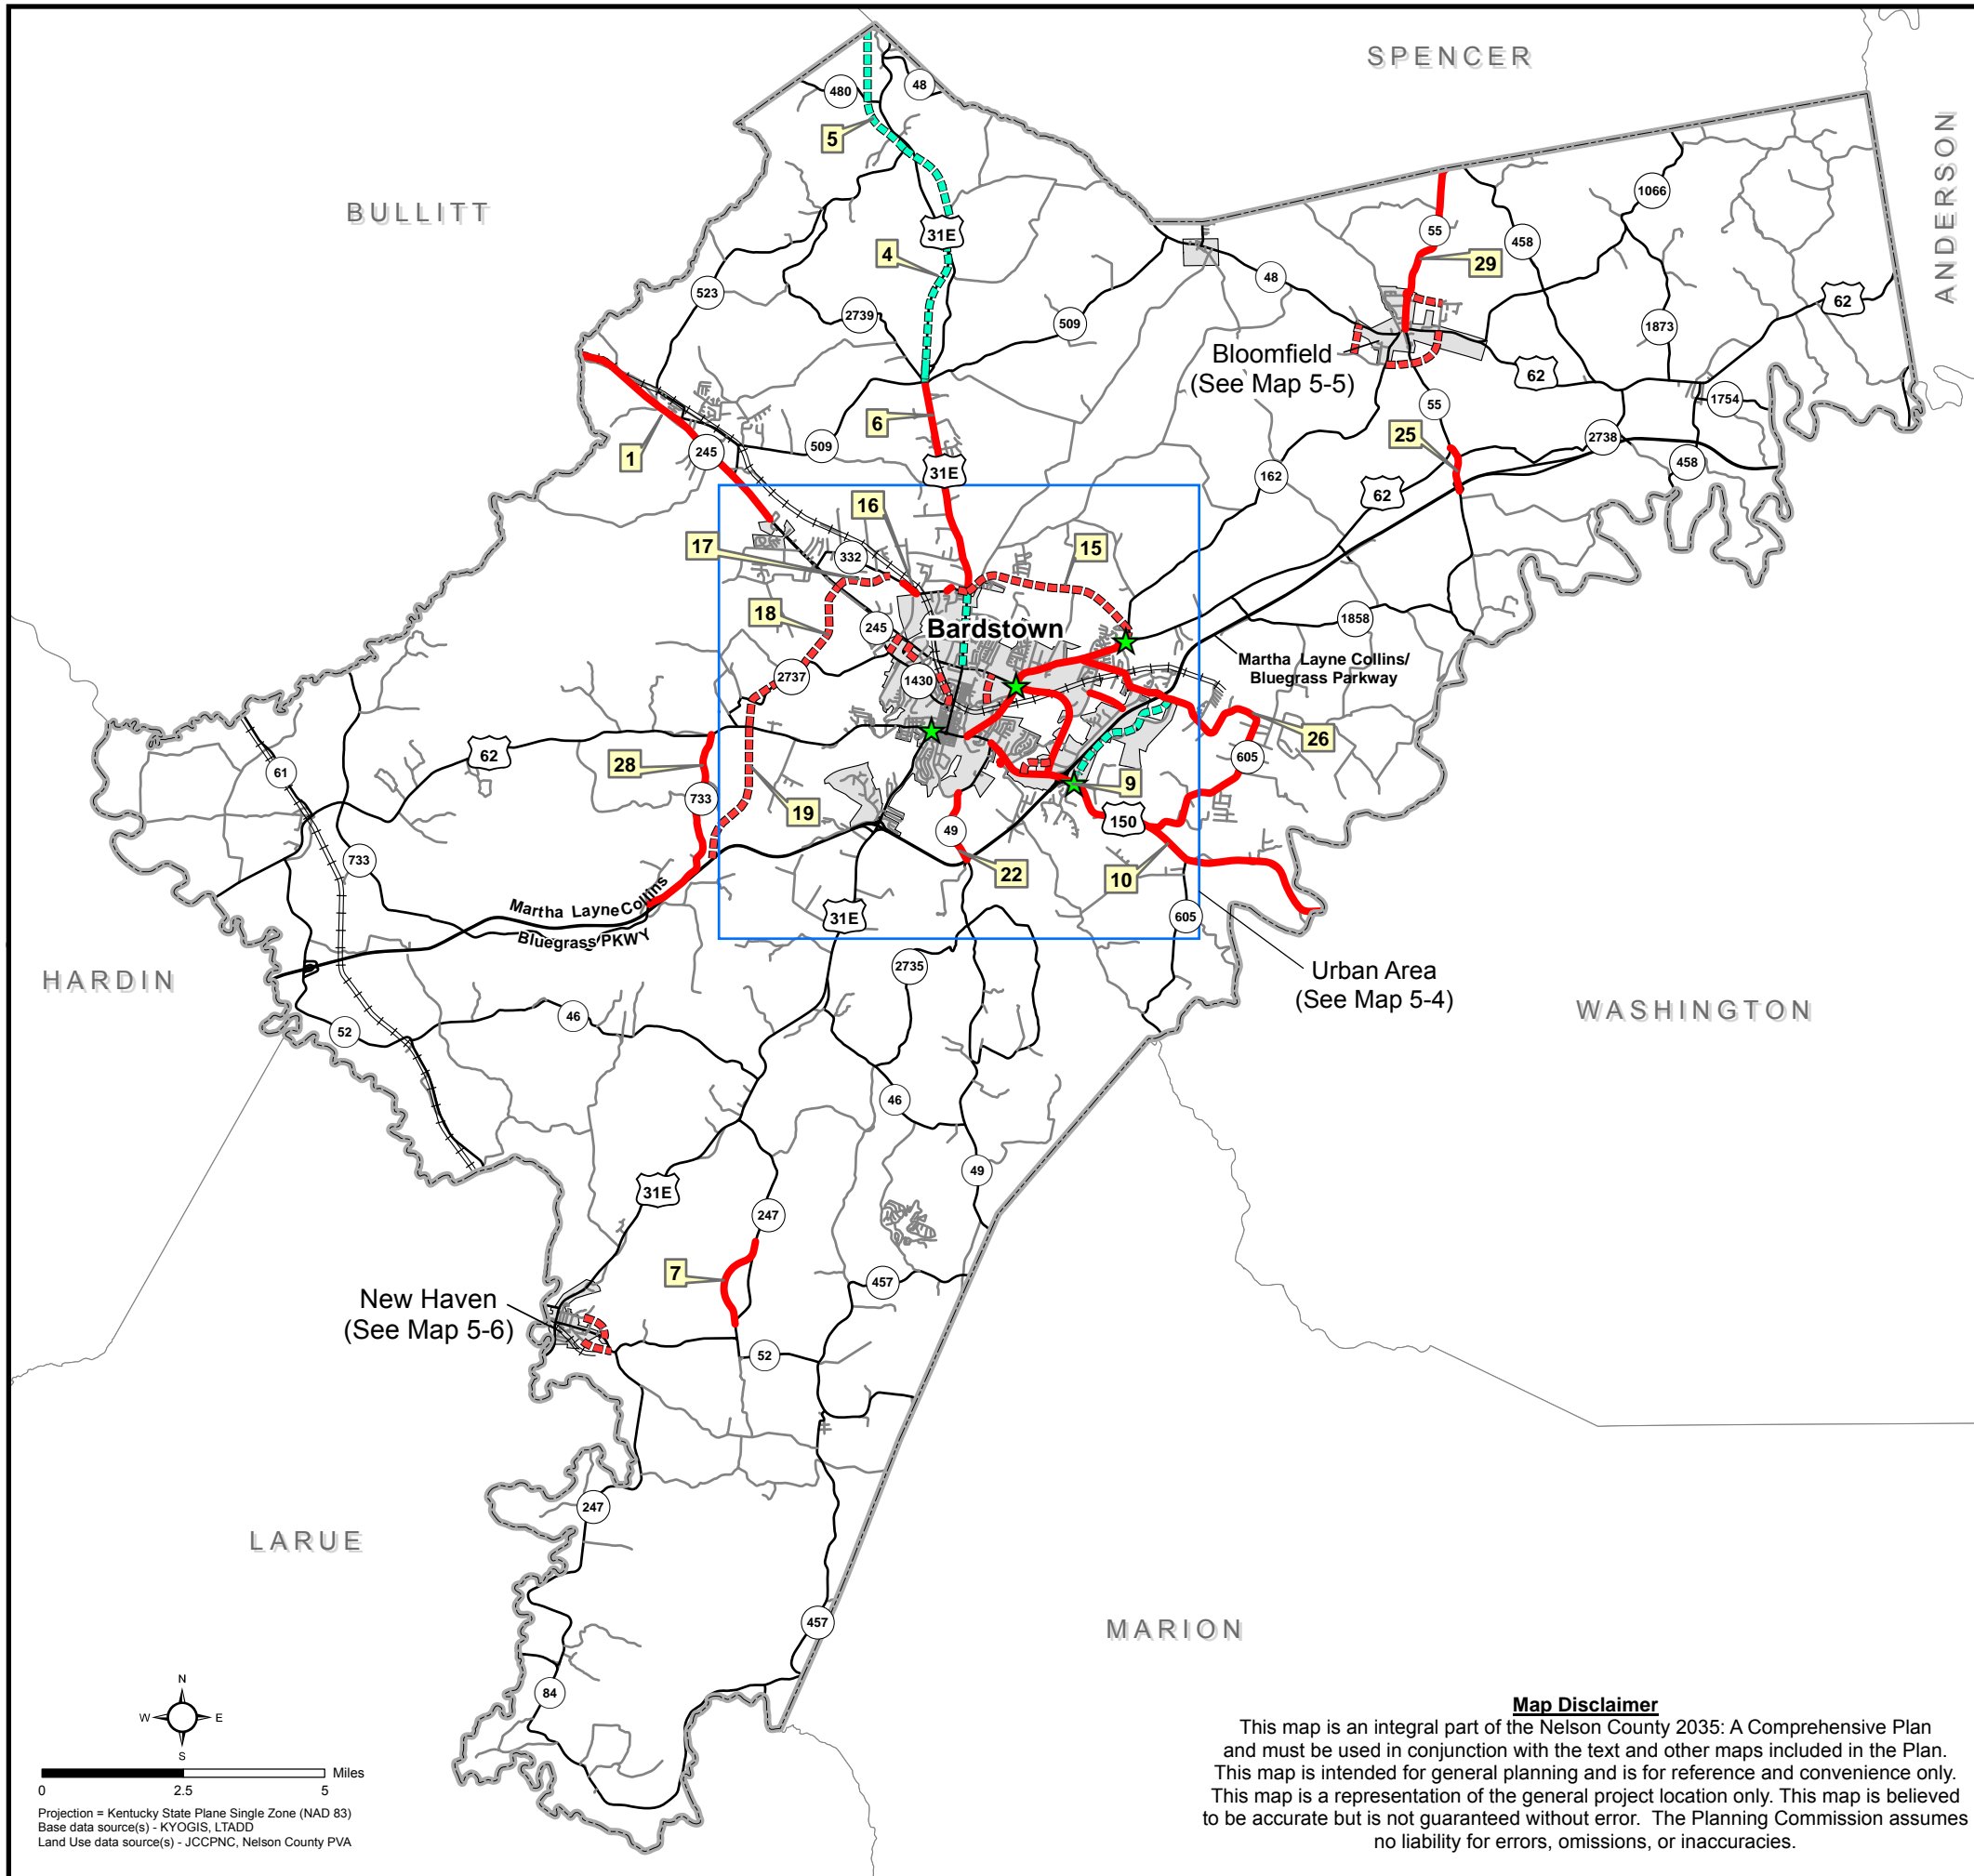 SPENCER
48
480
5
ANDERSON
1066
BULLITT
55
458
31E
4
29
48
523
62
2739
509
1873
Bloomfield
(See Map 5-5)
62
1754
55
6
25
2738
1
245
509
458
31E
162
62
16
17
15
332
18
1858
245
Bardstown
Martha Layne Collins/
Bluegrass Parkway
2737
1430
26
62
28
605
61
9
733
19
150
49
733
22
10
Martha Layne Collins
Bluegrass PKWY
31E
605
2735
Urban Area
(See Map 5-4)
HARDIN
WASHINGTON
46
52
46
49
31E
247
7
457
New Haven
(See Map 5-6)
52
247
LARUE
457
MARION
84
N
W
E
S
Miles
0
2.5
5
Projection = Kentucky State Plane Single Zone (NAD 83)
Base data source(s) - KYOGIS, LTADD
Land Use data source(s) - JCCPNC, Nelson County PVA
Map Disclaimer
This map is an integral part of the Nelson County 2035: A Comprehensive Plan
and must be used in conjunction with the text and other maps included in the Plan.
This map is intended for general planning and is for reference and convenience only.
This map is a representation of the general project location only. This map is believed
to be accurate but is not guaranteed without error. The Planning Commission assumes
no liability for errors, omissions, or inaccuracies.